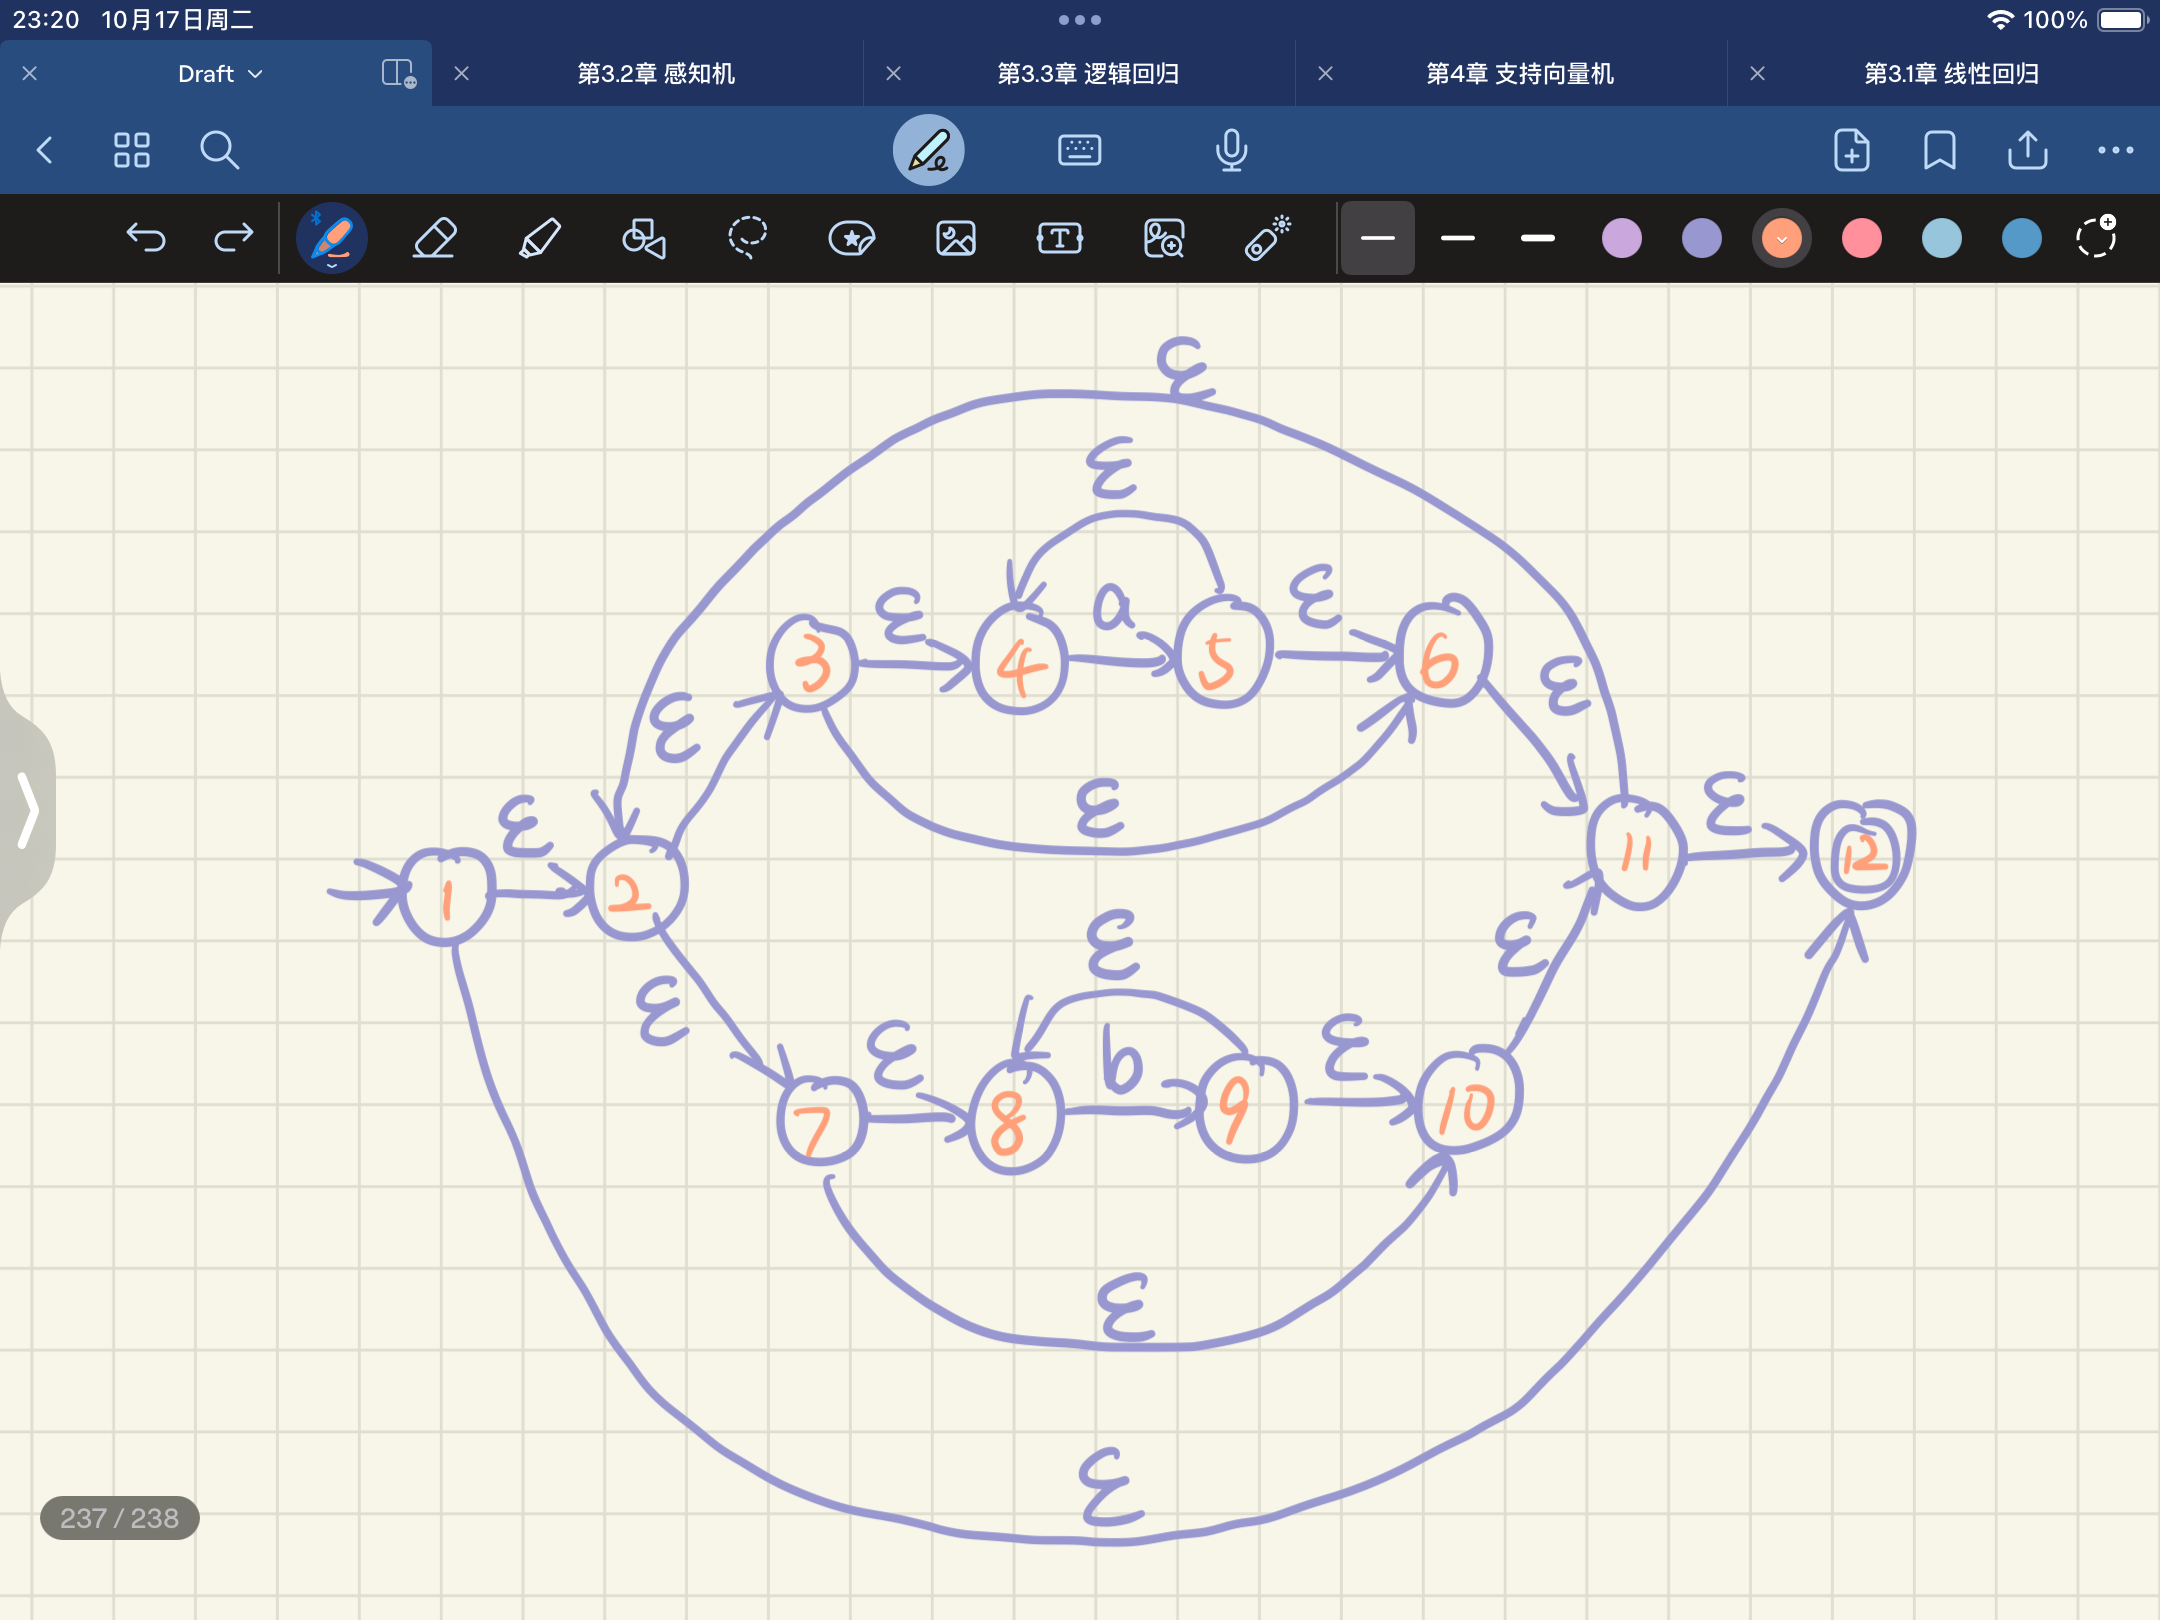 23:20 10月17日周二 100%
Draft 第3.2章 感知机 第3.3章 逻辑回归 第4章 支持向量机 第3.1章 线性回归
ε
ε
ε a ε
3 4 5 6
ε ε
ε
ε ε
1 2 11 12
ε
ε ε
ε b ε
7 8 9 10
ε
ε
237 / 238